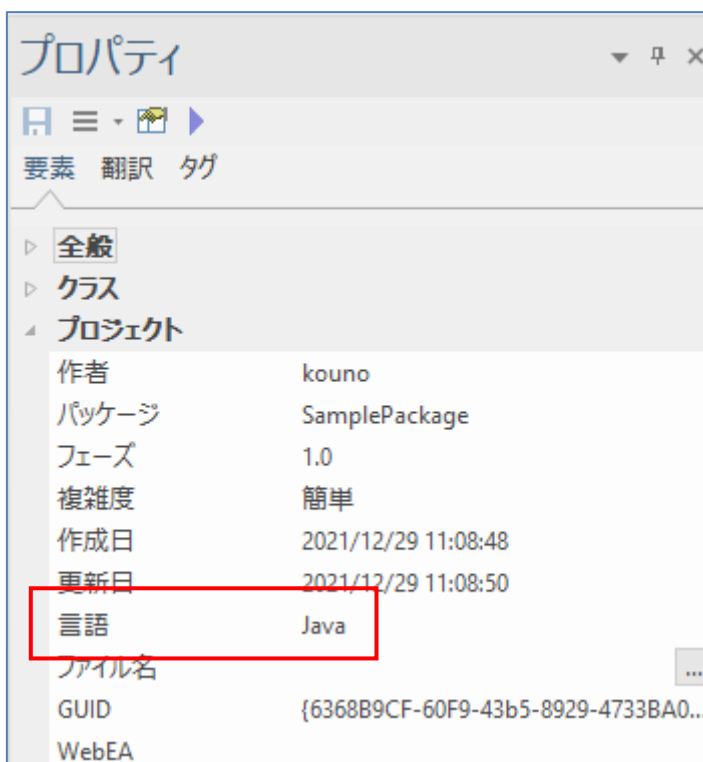 プロパティ
要素 翻訳 タグ
全般
クラス
プロジェクト
作者 kouno
パッケージ SamplePackage
フェーズ 1.0
複雑度 簡単
作成日 2021/12/29 11:08:48
更新日 2021/12/29 11:08:50
言語 Java
ファイル名 ...
GUID {6368B9CF-60F9-43b5-8929-4733BA0...
WebEA